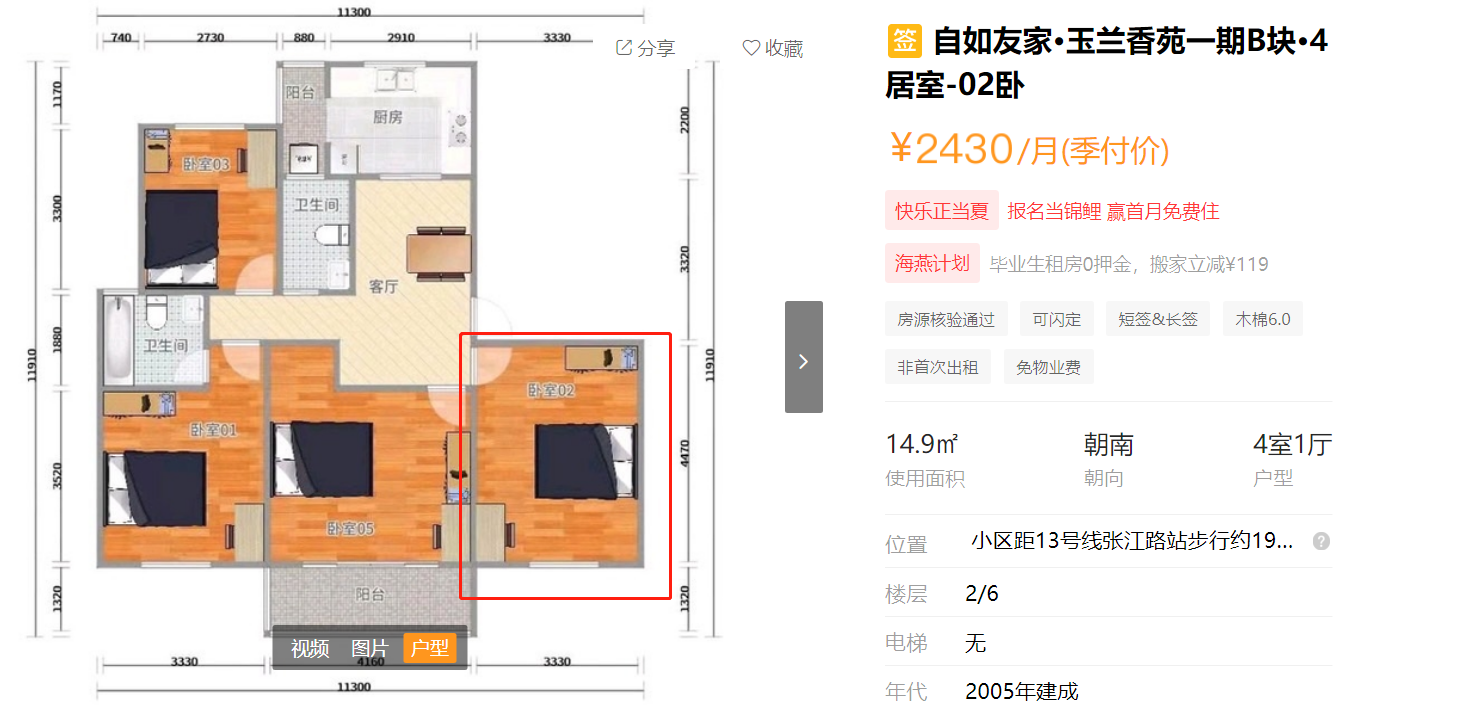 11300
740
2730
880
2910
3330
分享
收藏
1170
3300
1880
3520
1320
11910
2200
3320
4470
1320
11910
阳台
厨房
卧室03
卫生间
客厅
卫生间
卧室02
卧室01
卧室05
阳台
视频 图片 户型
3330
4160
3330
11300
签 自如友家·玉兰香苑一期B块·4
居室-02卧
¥2430/月(季付价)
快乐正当夏 报名当锦鲤 赢首月免费住
海燕计划 毕业生租房0押金，搬家立减¥119
房源核验通过 可闪定 短签&长签 木棉6.0
非首次出租 免物业费
14.9㎡ 朝南 4室1厅
使用面积 朝向 户型
位置 小区距13号线张江路站步行约19... ?
楼层 2/6
电梯 无
年代 2005年建成